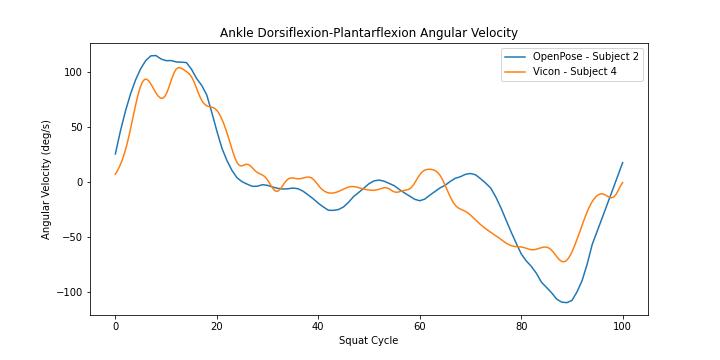 Ankle Dorsiflexion-Plantarflexion Angular Velocity
OpenPose - Subject 2
Vicon - Subject 4
100
50
0
−50
−100
Angular Velocity (deg/s)
0 20 40 60 80 100
Squat Cycle